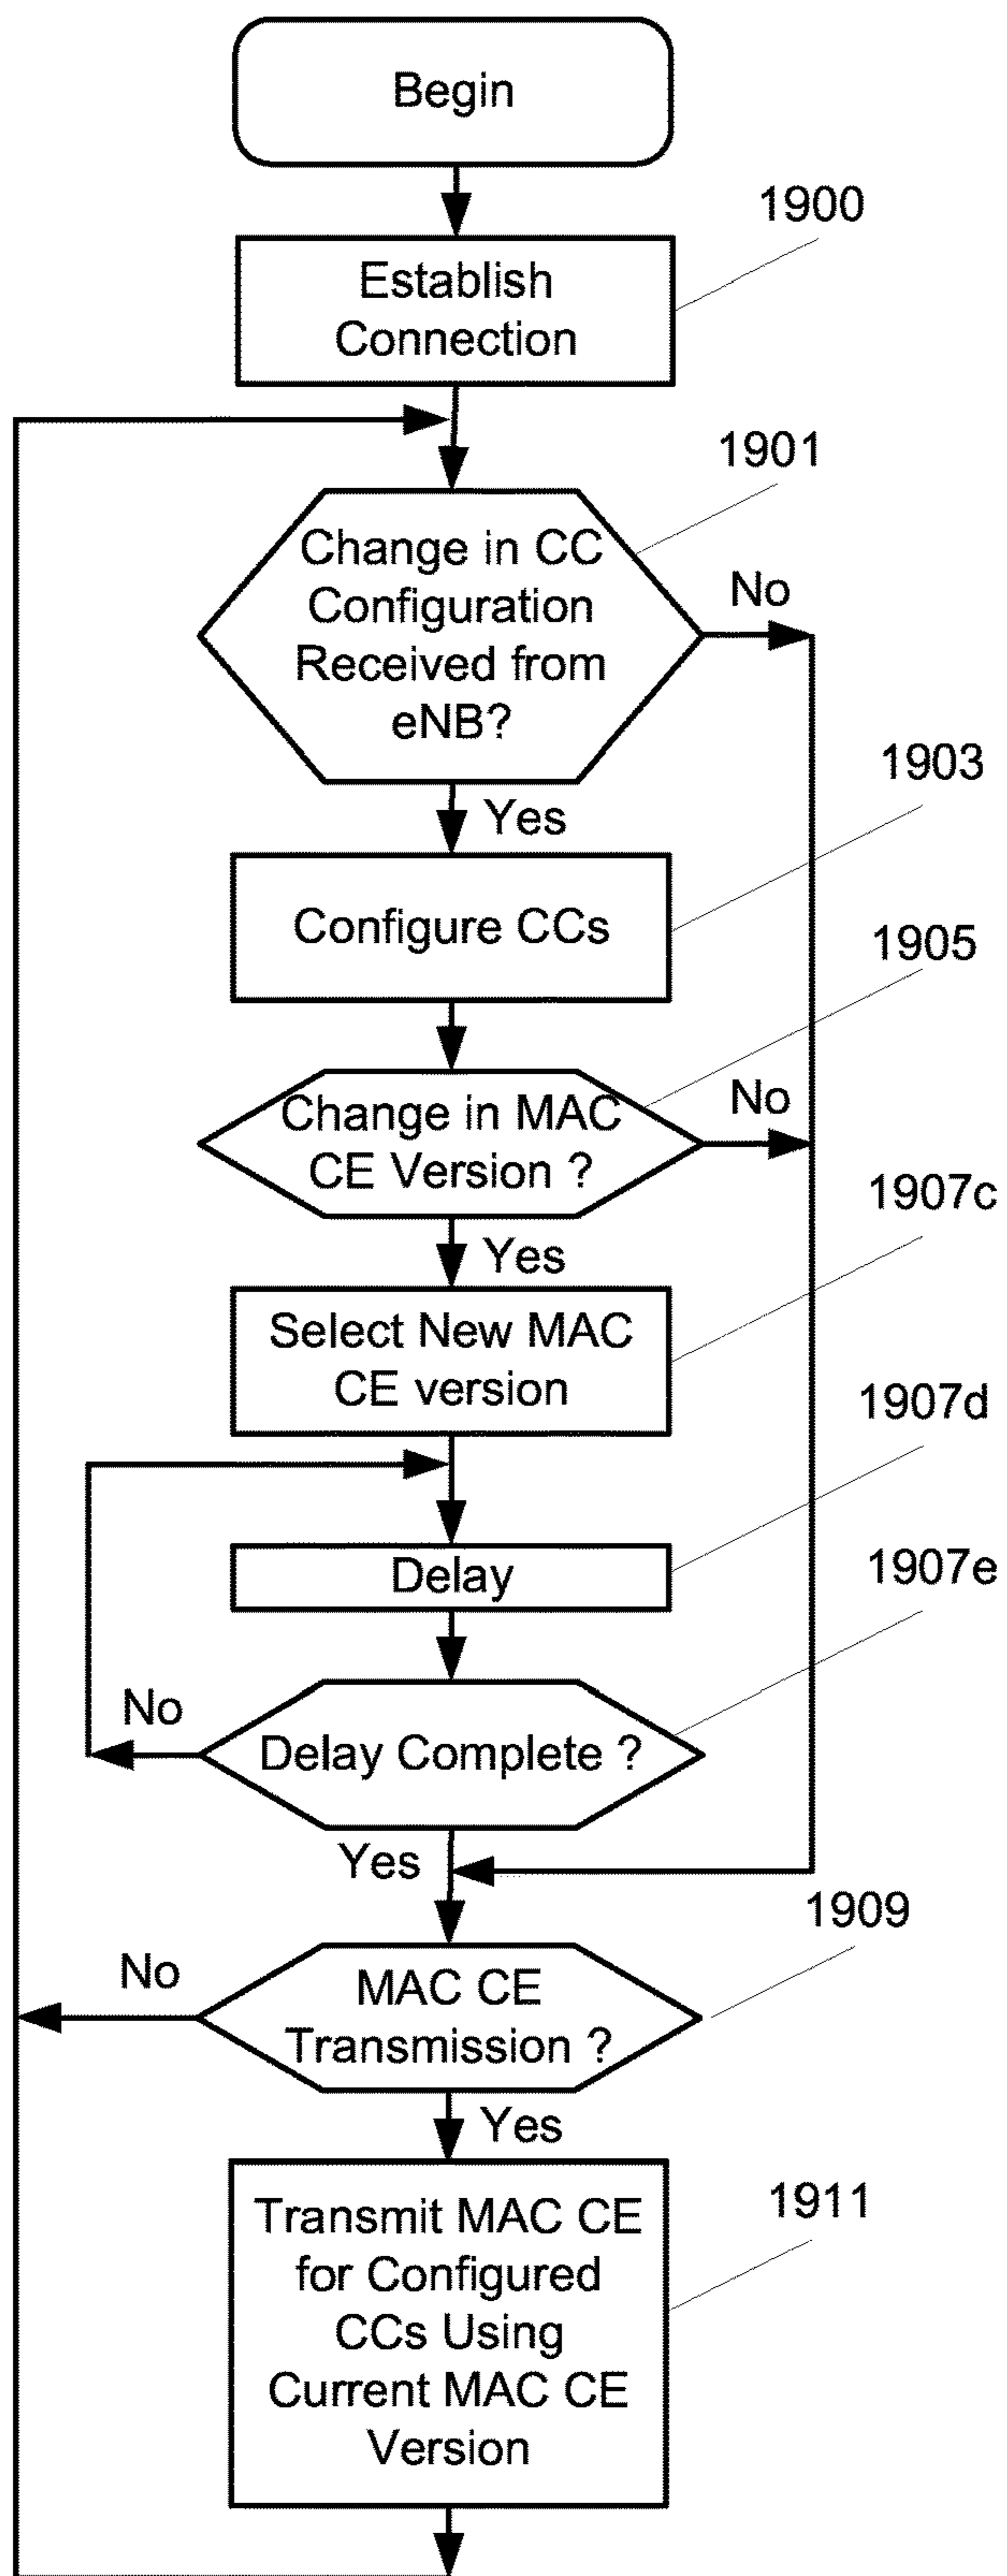 Begin
1900
Establish
Connection
1901
Change in CC
Configuration
Received from
eNB?
No
1903
Yes
Configure CCs
1905
Change in MAC
CE Version ?
No
1907c
Yes
Select New MAC
CE version
1907d
Delay
1907e
No
Delay Complete ?
Yes
1909
No
MAC CE
Transmission ?
Yes
1911
Transmit MAC CE
for Configured
CCs Using
Current MAC CE
Version